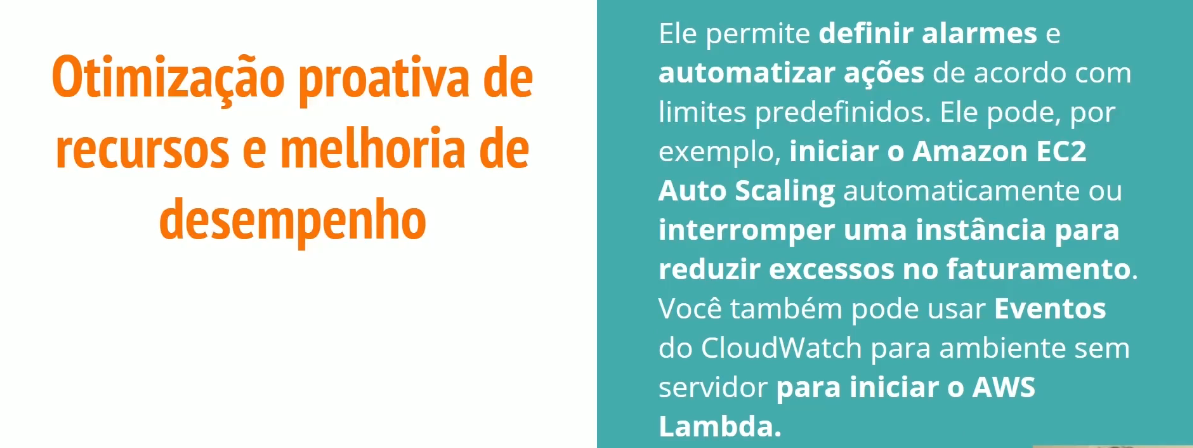 Otimização proativa de
recursos e melhoria de
desempenho
Ele permite definir alarmes e
automatizar ações de acordo com
limites predefinidos. Ele pode, por
exemplo, iniciar o Amazon EC2
Auto Scaling automaticamente ou
interromper uma instância para
reduzir excessos no faturamento.
Você também pode usar Eventos
do CloudWatch para ambiente sem
servidor para iniciar o AWS
Lambda.